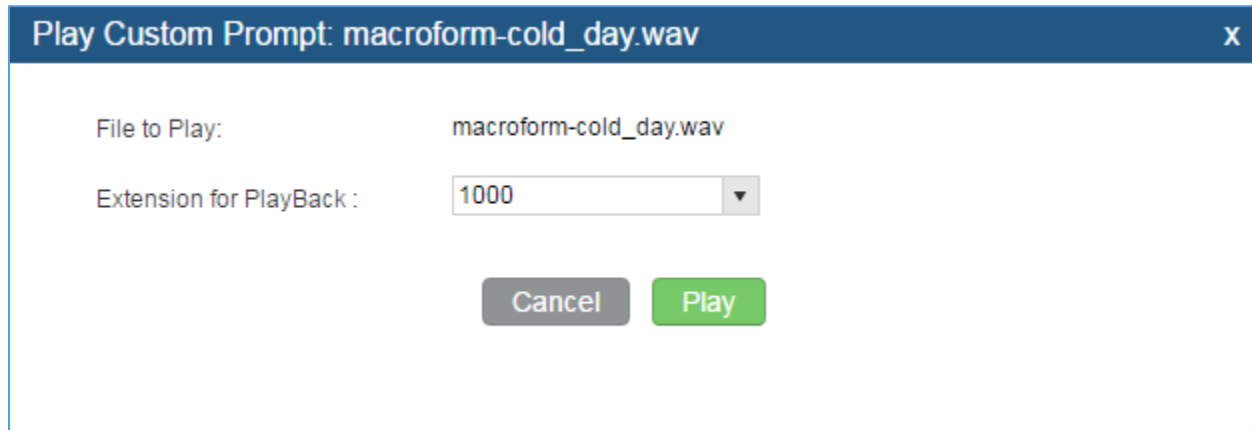 Play Custom Prompt: macroform-cold_day.wav x
File to Play: macroform-cold_day.wav
Extension for PlayBack : 1000
Cancel Play